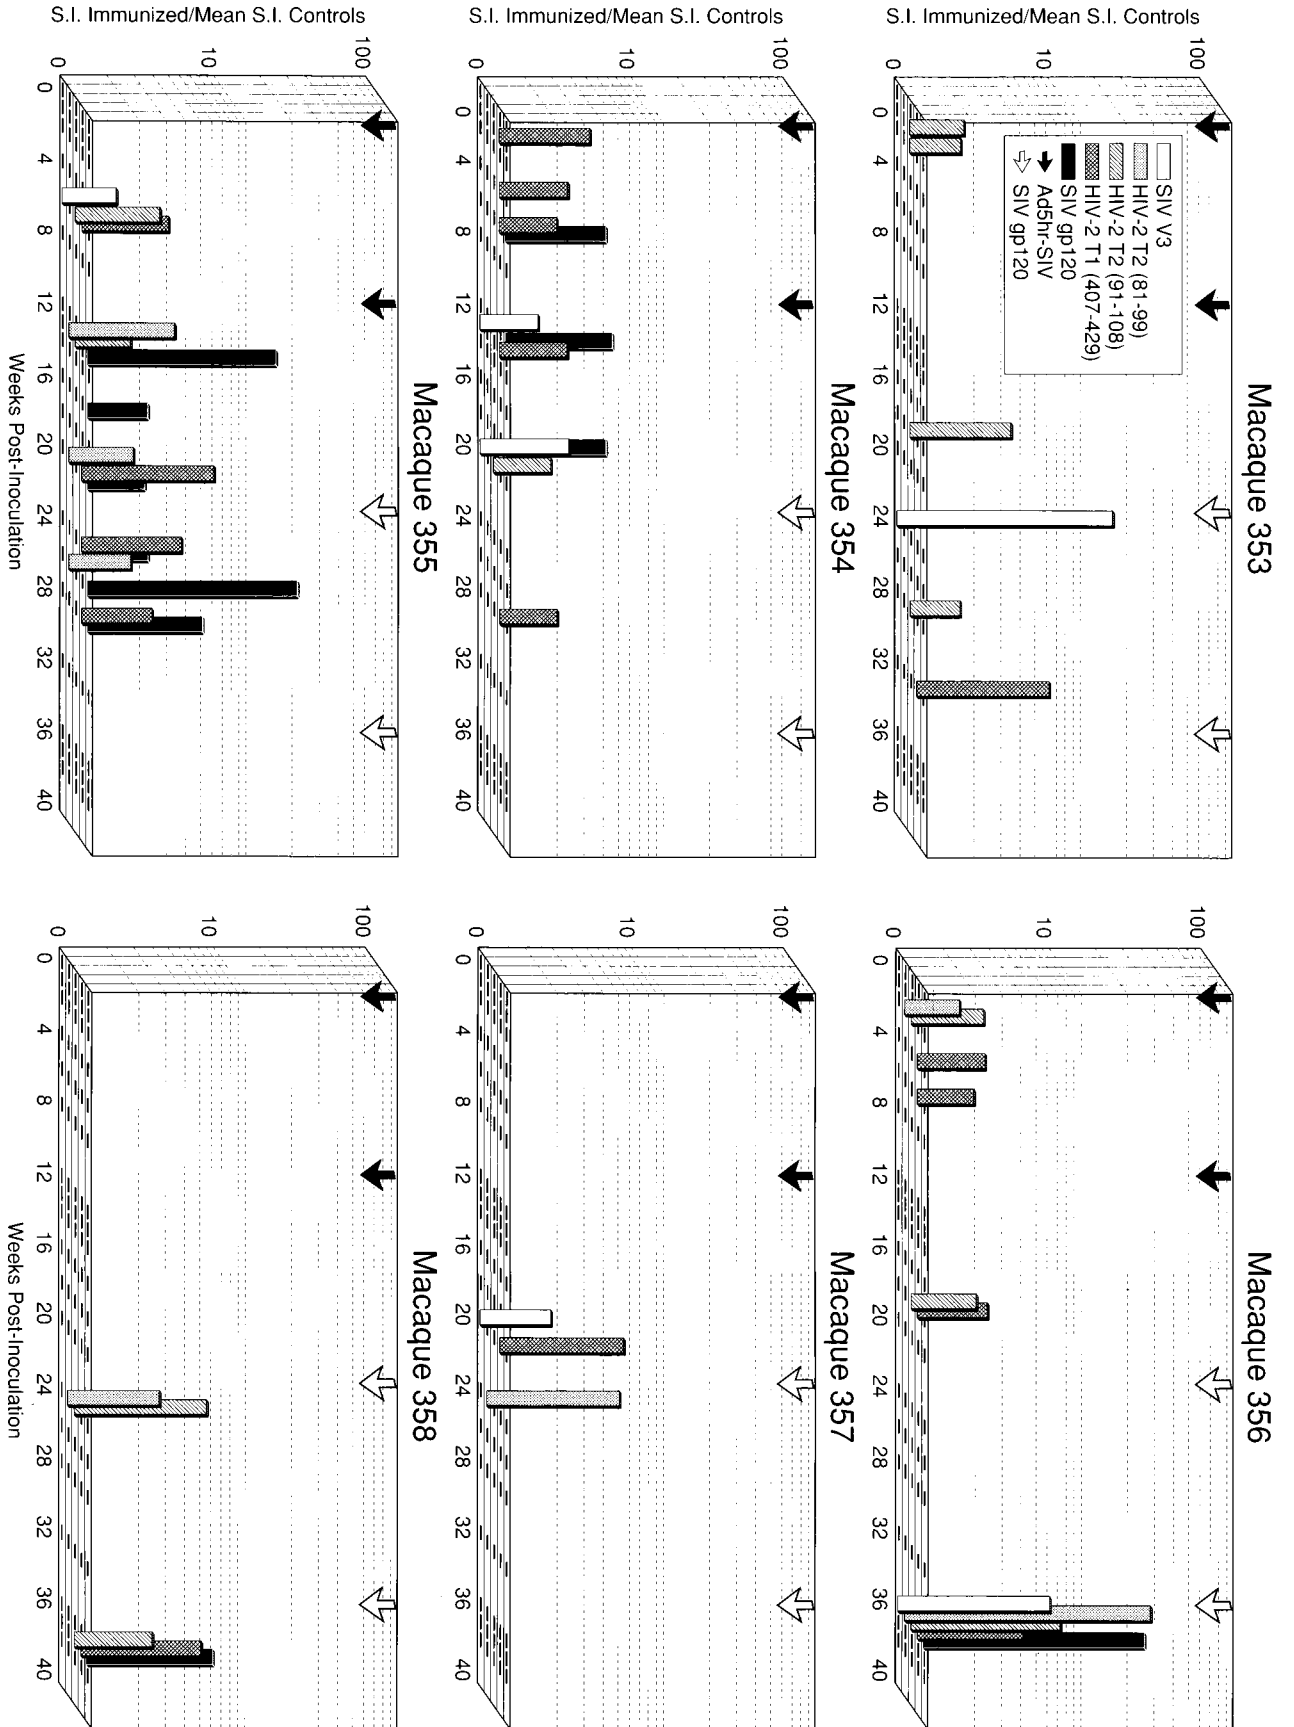 Macaque 353
S.I. Immunized/Mean S.I. Controls
100
10
0
SIV V3
HIV-2 T2 (81-99)
HIV-2 T2 (91-108)
HIV-2 T1 (407-429)
SIV gp120
Ad5hr-SIV
SIV gp120
0 4 8 12 16 20 24 28 32 36 40
Macaque 356
100
10
0
0 4 8 12 16 20 24 28 32 36 40
Macaque 354
S.I. Immunized/Mean S.I. Controls
100
10
0
0 4 8 12 16 20 24 28 32 36 40
Macaque 357
100
10
0
0 4 8 12 16 20 24 28 32 36 40
Macaque 355
S.I. Immunized/Mean S.I. Controls
100
10
0
0 4 8 12 16 20 24 28 32 36 40
Weeks Post-Inoculation
Macaque 358
100
10
0
0 4 8 12 16 20 24 28 32 36 40
Weeks Post-Inoculation